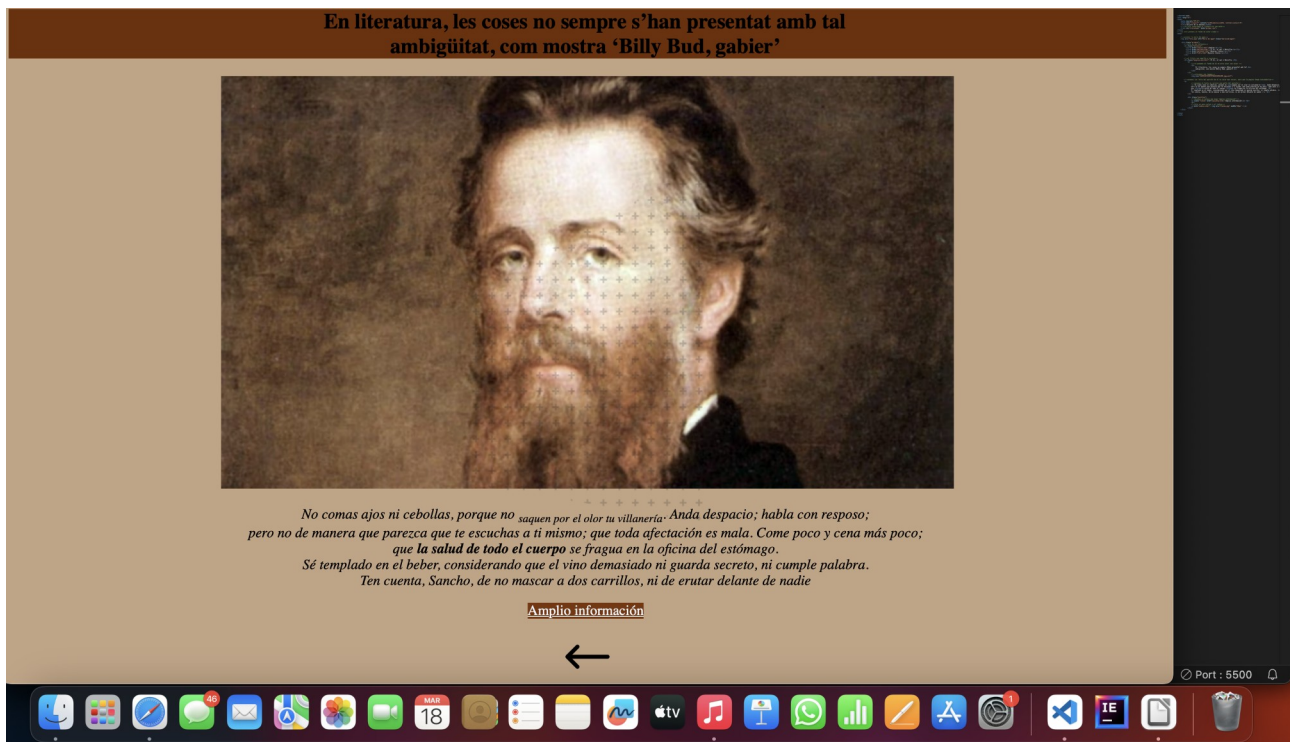 En literatura, les coses no sempre s’han presentat amb tal
ambigüitat, com mostra ‘Billy Bud, gabier’
No comas ajos ni cebollas, porque no saquen por el olor tu villanería. Anda despacio; habla con resposo;
pero no de manera que parezca que te escuchas a ti mismo; que toda afectación es mala. Come poco y cena más poco;
que la salud de todo el cuerpo se fragua en la oficina del estómago.
Sé templado en el beber, considerando que el vino demasiado ni guarda secreto, ni cumple palabra.
Ten cuenta, Sancho, de no mascar a dos carrillos, ni de erutar delante de nadie
Amplio información
Port : 5500
46
MAR
18
tv
1
IE